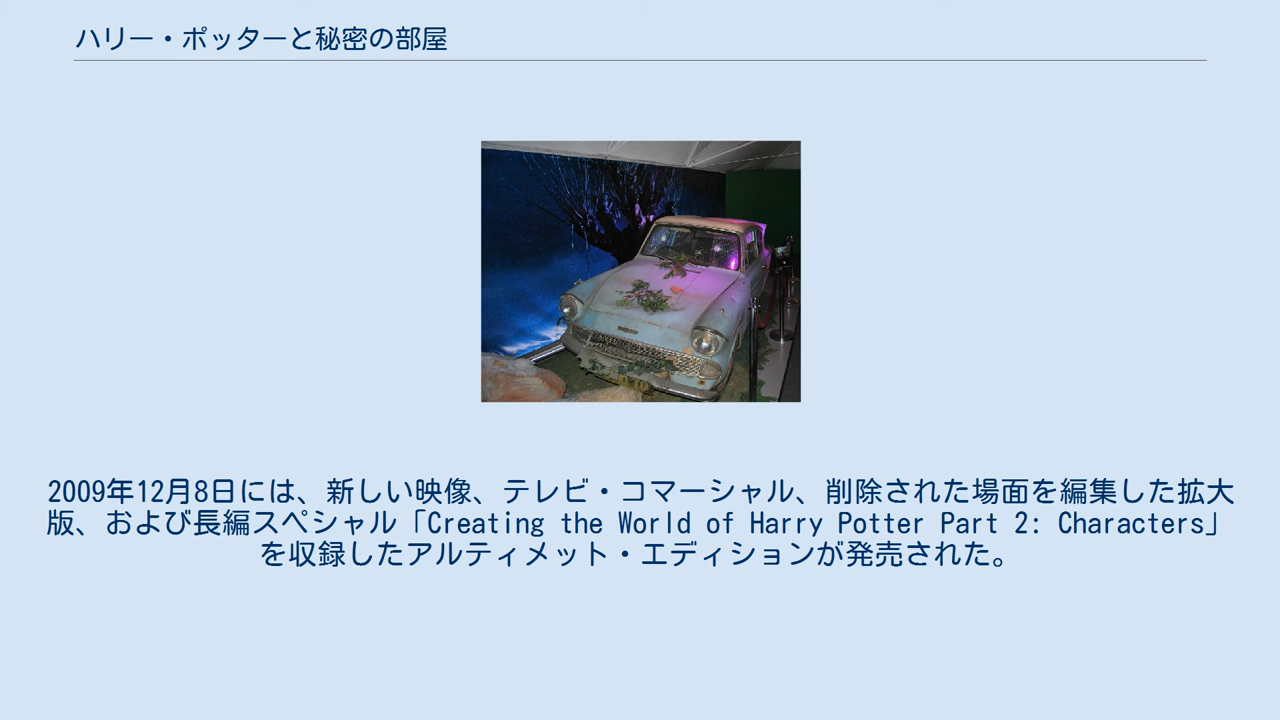 ハリー・ポッターと秘密の部屋
2009年12月8日には、新しい映像、テレビ・コマーシャル、削除された場面を編集した拡大
版、および長編スペシャル「Creating the World of Harry Potter Part 2: Characters」
を収録したアルティメット・エディションが発売された。